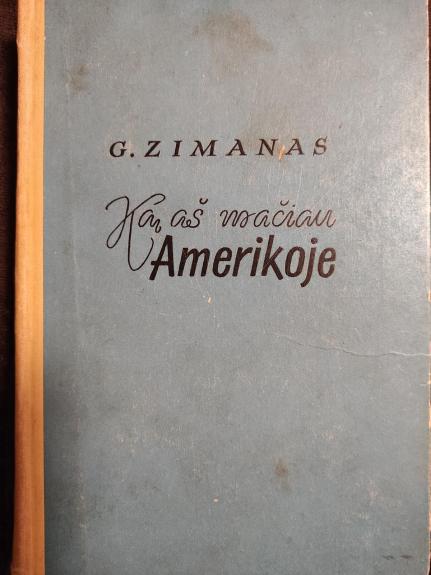 G. ZIMANAS
Ką aš mačiau
Amerikoje